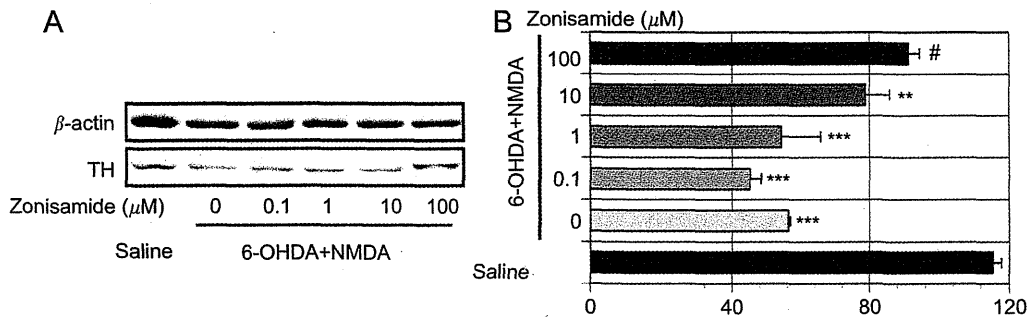 A
β-actin
TH
Zonisamide (μM) 0 0.1 1 10 100
Saline 6-OHDA+NMDA
B Zonisamide (μM)
6-OHDA+NMDA
100 #
10 **
1 ***
0.1 ***
0 ***
Saline
0 40 80 120